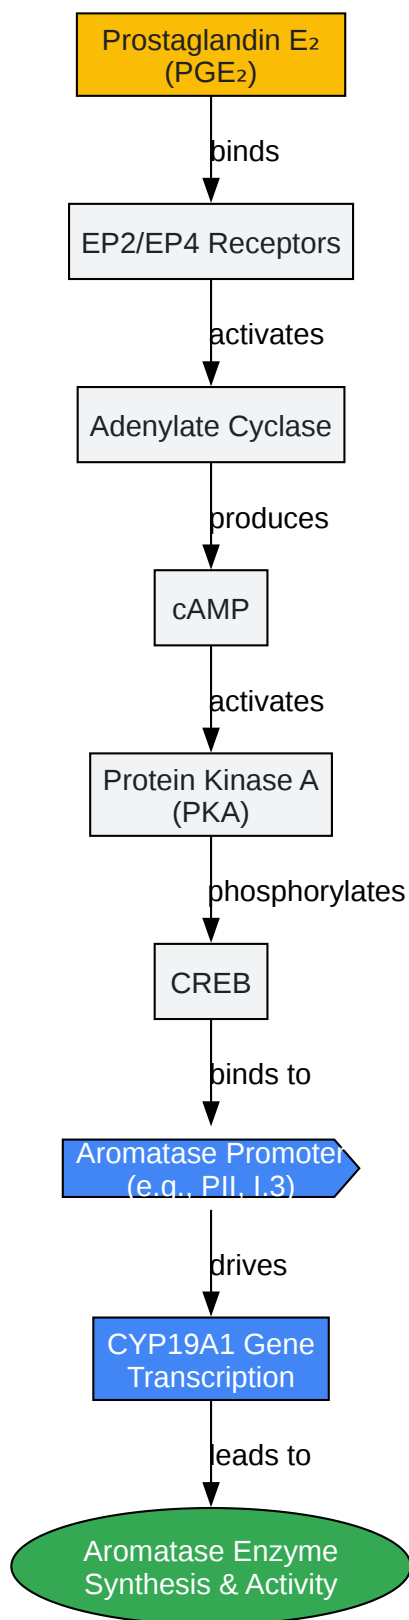 Prostaglandin E₂
(PGE₂)
binds
EP2/EP4 Receptors
activates
Adenylate Cyclase
produces
cAMP
activates
Protein Kinase A
(PKA)
phosphorylates
CREB
binds to
Aromatase Promoter
(e.g., PII, I.3)
drives
CYP19A1 Gene
Transcription
leads to
Aromatase Enzyme
Synthesis & Activity